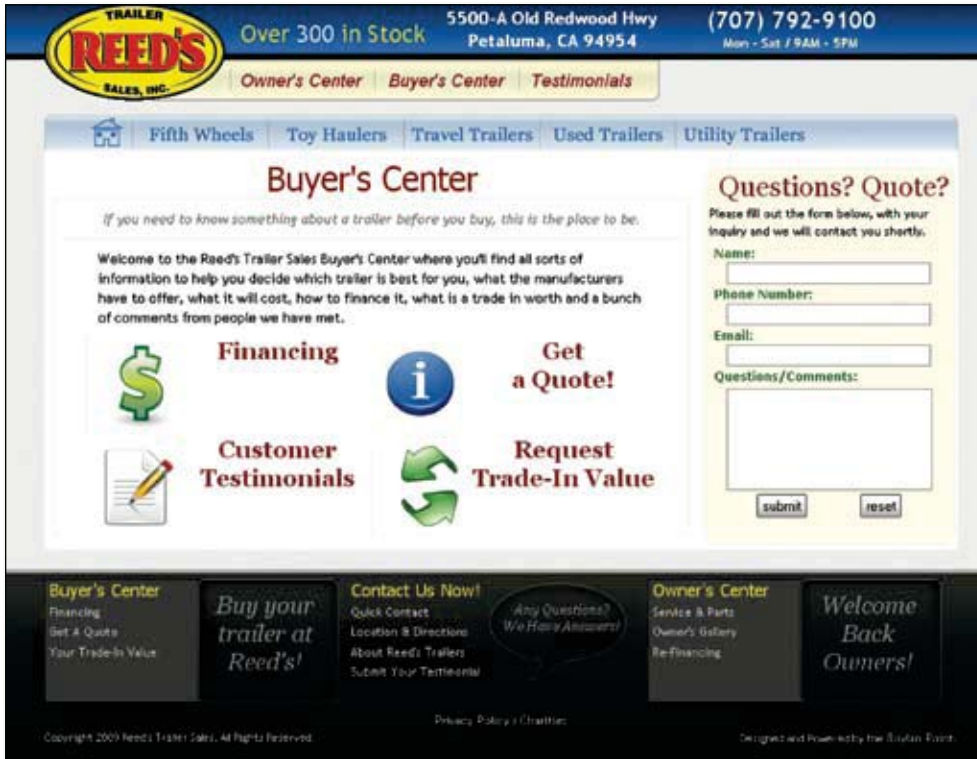 TRAILER
REED'S
SALES, INC.
Over 300 in Stock
5500-A Old Redwood Hwy
Petaluma, CA 94954
(707) 792-9100
Mon - Sat / 9AM - 5PM
Owner's Center
Buyer's Center
Testimonials
Fifth Wheels
Toy Haulers
Travel Trailers
Used Trailers
Utility Trailers
Buyer's Center
If you need to know something about a trailer before you buy, this is the place to be.
Welcome to the Reed's Trailer Sales Buyer's Center where you'll find all sorts of
information to help you decide which trailer is best for you, what the manufacturers
have to offer, what it will cost, how to finance it, what is a trade in worth and a bunch
of comments from people we have met.
Financing
Get
a Quote!
Customer
Testimonials
Request
Trade-In Value
Questions? Quote?
Please fill out the form below, with your
inquiry and we will contact you shortly.
Name:
Phone Number:
Email:
Questions/Comments:
submit
reset
Buyer's Center
Financing
Get A Quote
Your Trade-In Value
Buy your
trailer at
Reed's!
Contact Us Now!
Quick Contact
Location & Directions
About Reed's Trailers
Submit Your Testimonial
Any Questions?
We Have Answers!
Owner's Center
Service & Parts
Owner's Gallery
Re-Financing
Welcome
Back
Owners!
Privacy Policy | Charities
Copyright 2009 Reed's Trailer Sales, All Rights Reserved.
Designed and Powered by the